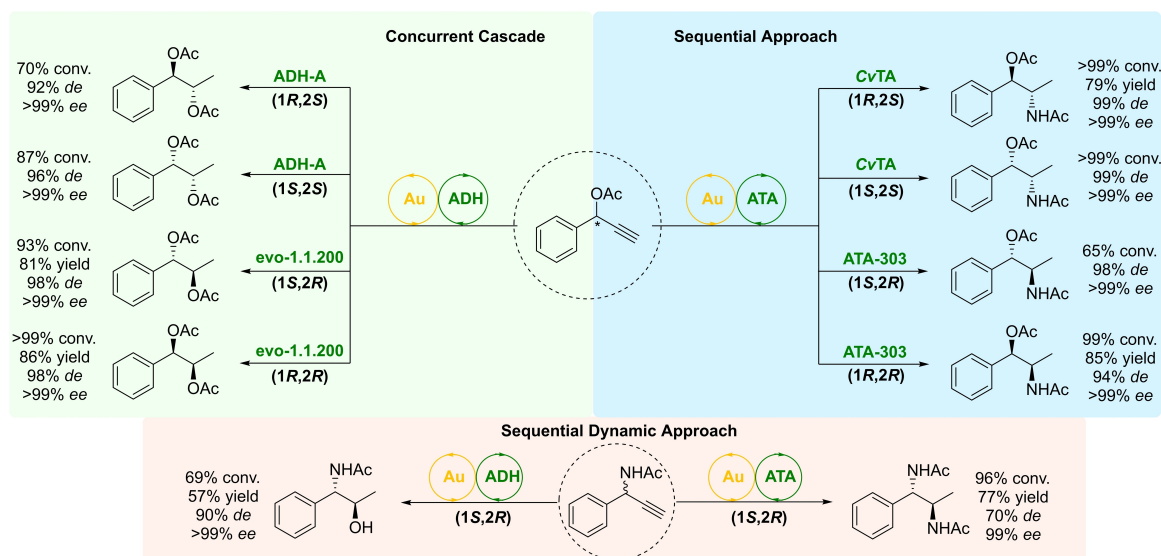 Concurrent Cascade
70% conv.
92% de
>99% ee
OAc
OAc
ADH-A
(1R,2S)
87% conv.
96% de
>99% ee
OAc
OAc
ADH-A
(1S,2S)
93% conv.
81% yield
98% de
>99% ee
OAc
OAc
evo-1.1.200
(1S,2R)
>99% conv.
86% yield
98% de
>99% ee
OAc
OAc
evo-1.1.200
(1R,2R)
Au
ADH
OAc
*
Sequential Approach
Au
ATA
CvTA
(1R,2S)
OAc
HNAc
>99% conv.
79% yield
99% de
>99% ee
CvTA
(1S,2S)
OAc
HNAc
>99% conv.
99% de
>99% ee
ATA-303
(1S,2R)
OAc
HNAc
65% conv.
98% de
>99% ee
ATA-303
(1R,2R)
OAc
HNAc
99% conv.
85% yield
94% de
>99% ee
Sequential Dynamic Approach
69% conv.
57% yield
90% de
>99% ee
NHAc
OH
Au
ADH
(1S,2R)
NHAc
Au
ATA
(1S,2R)
NHAc
HNAc
96% conv.
77% yield
70% de
99% ee